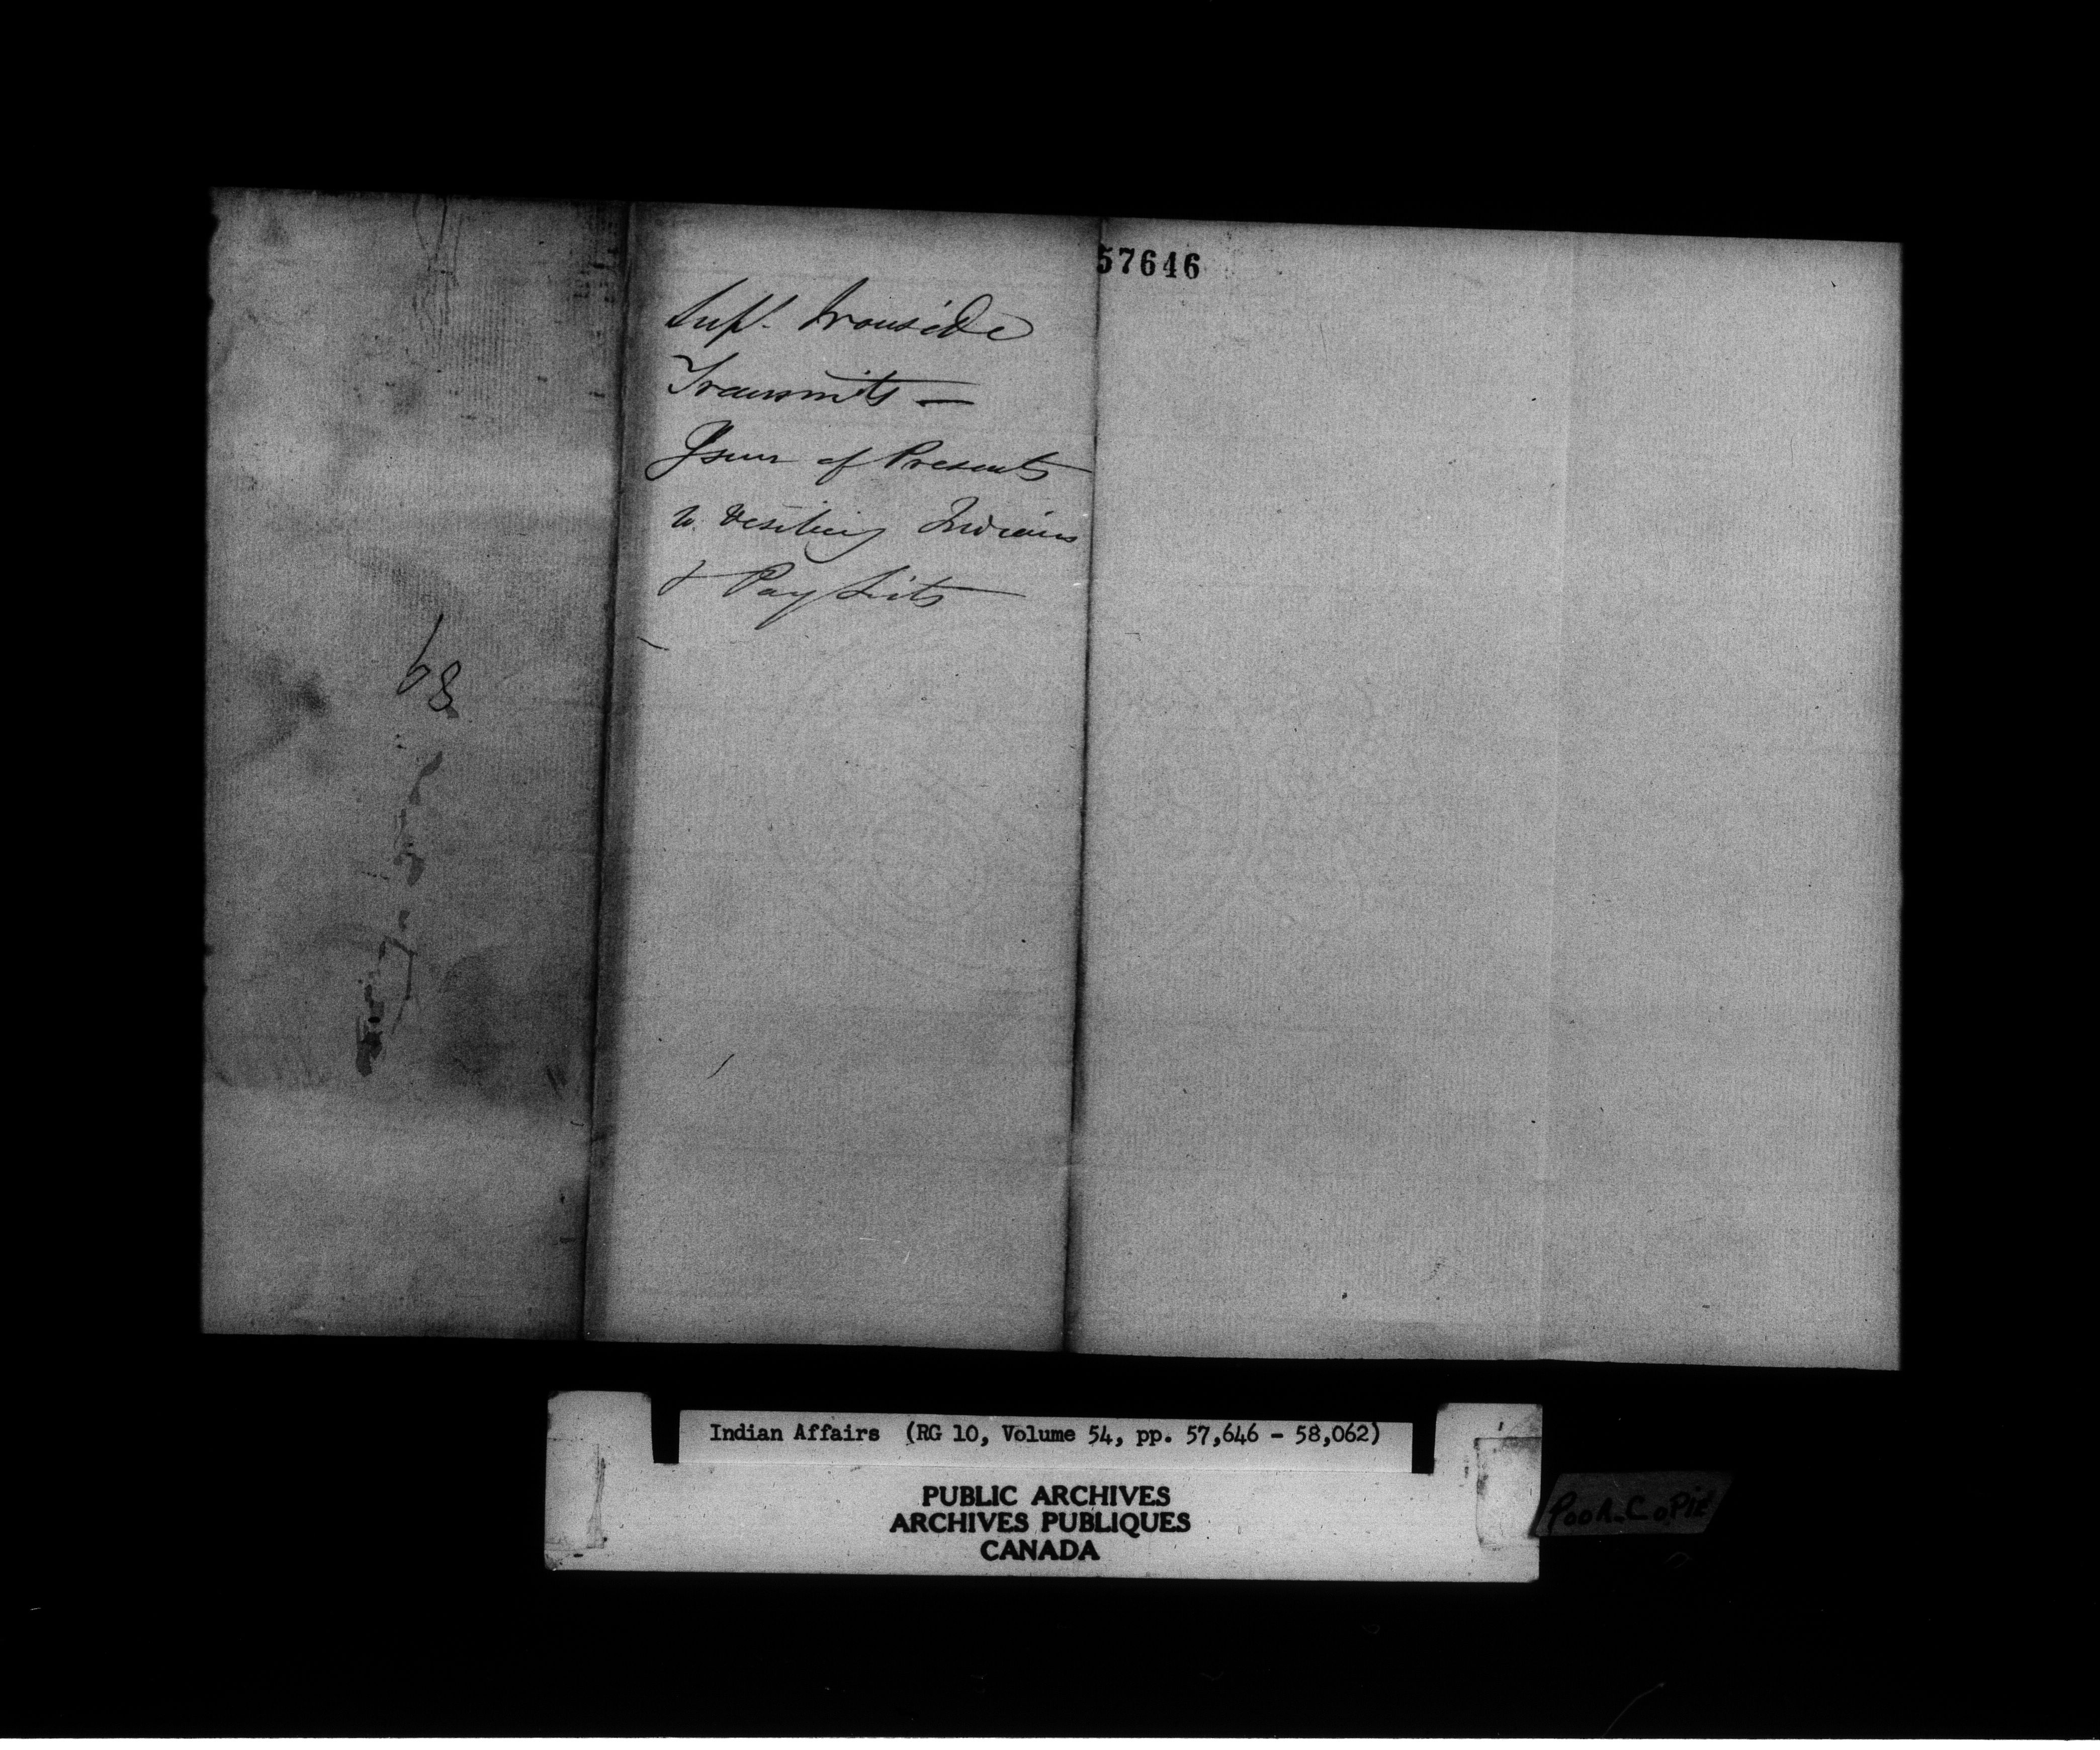 57646
Supt. Ironside
Transmits —
Issue of Presents
to Visiting Indians
& Pay Lists
68
Indian Affairs (RG 10, Volume 54, pp. 57,646 - 58,062)
PUBLIC ARCHIVES
ARCHIVES PUBLIQUES
CANADA
POOR COPIE